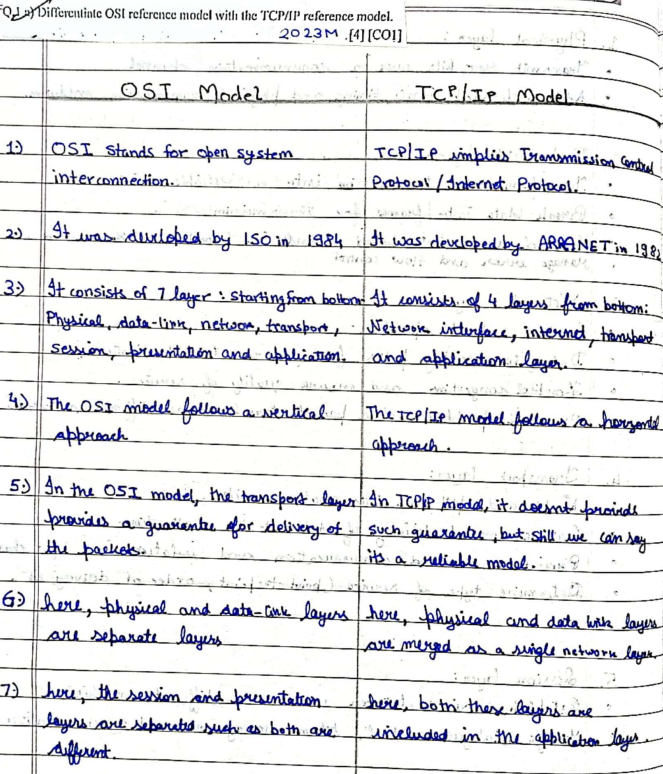 Q.1 a) Differentiate OSI reference model with the TCP/IP reference model.
2023M .[4] [CO1]
OSI Model
TCP/IP Model
1) OSI stands for open system
interconnection.
TCP/IP implies Transmission Control
Protocol / Internet Protocol.
2) It was developed by ISO in 1984
It was developed by ARPANET in 1982
3) It consists of 7 layer : starting from bottom
Physical, data-link, network, transport,
session, presentation and application.
It consists of 4 layers from bottom:
Network interface, internet, transport
and application layer.
4) The OSI model follows a vertical
approach
The TCP/IP model follows a horizontal
approach.
5) In the OSI model, the transport layer
provides a guarantee for delivery of
the packets.
In TCP/IP model, it doesnt provide
such guarantee, but still we can say
its a reliable model.
6) here, physical and data-link layers
are separate layers
here, physical and data link layers
are merged as a single network layer.
7) here, the session and presentation
layers are separated such as both are
different.
here, both these layers are
included in the application layer.